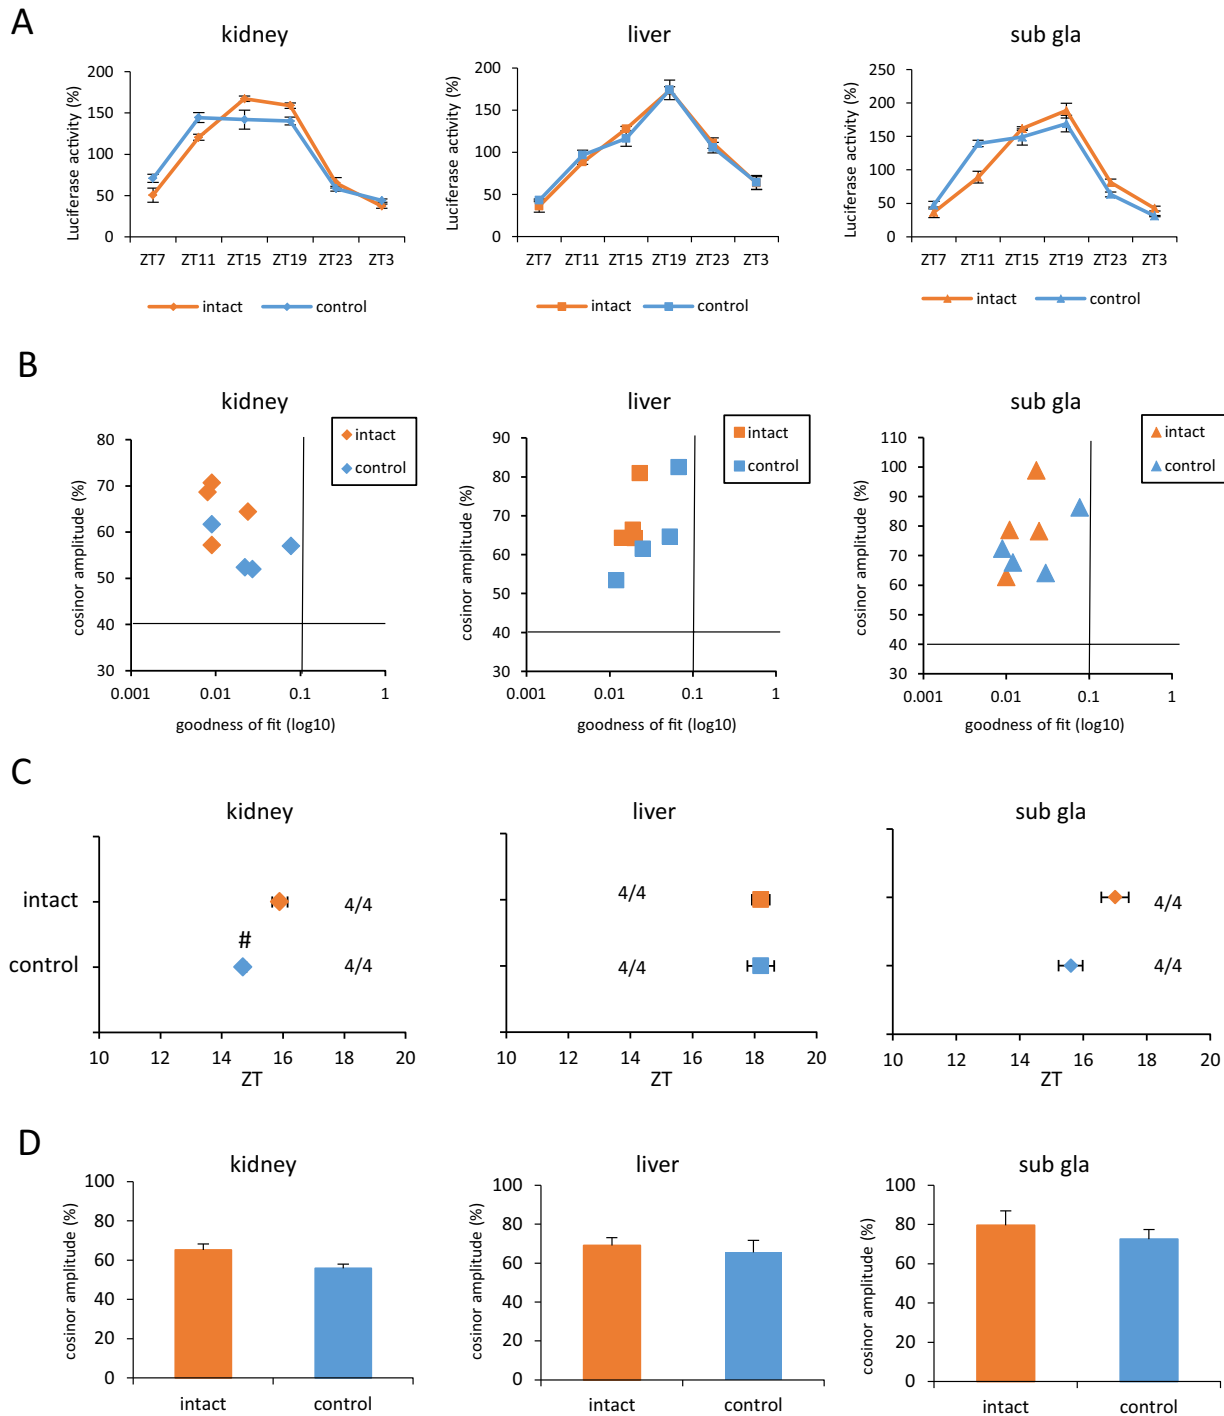 A
kidney
liver
sub gla
Luciferase activity (%)
200
150
100
50
0
ZT7 ZT11 ZT15 ZT19 ZT23 ZT3
intact control
Luciferase activity (%)
200
150
100
50
0
ZT7 ZT11 ZT15 ZT19 ZT23 ZT3
intact control
Luciferase activity (%)
250
200
150
100
50
0
ZT7 ZT11 ZT15 ZT19 ZT23 ZT3
intact control
B
kidney
liver
sub gla
intact
control
cosinor amplitude (%)
80
70
60
50
40
30
0.001 0.01 0.1 1
goodness of fit (log10)
intact
control
cosinor amplitude (%)
90
80
70
60
50
40
30
0.001 0.01 0.1 1
goodness of fit (log10)
intact
control
cosinor amplitude (%)
110
100
90
80
70
60
50
40
30
0.001 0.01 0.1 1
goodness of fit (log10)
C
kidney
liver
sub gla
intact
4/4
#
control
4/4
10 12 14 16 18 20
ZT
4/4
4/4
10 12 14 16 18 20
ZT
4/4
4/4
10 12 14 16 18 20
ZT
D
kidney
liver
sub gla
cosinor amplitude (%)
100
80
60
40
20
0
intact control
cosinor amplitude (%)
100
80
60
40
20
0
intact control
cosinor amplitude (%)
100
80
60
40
20
0
intact control